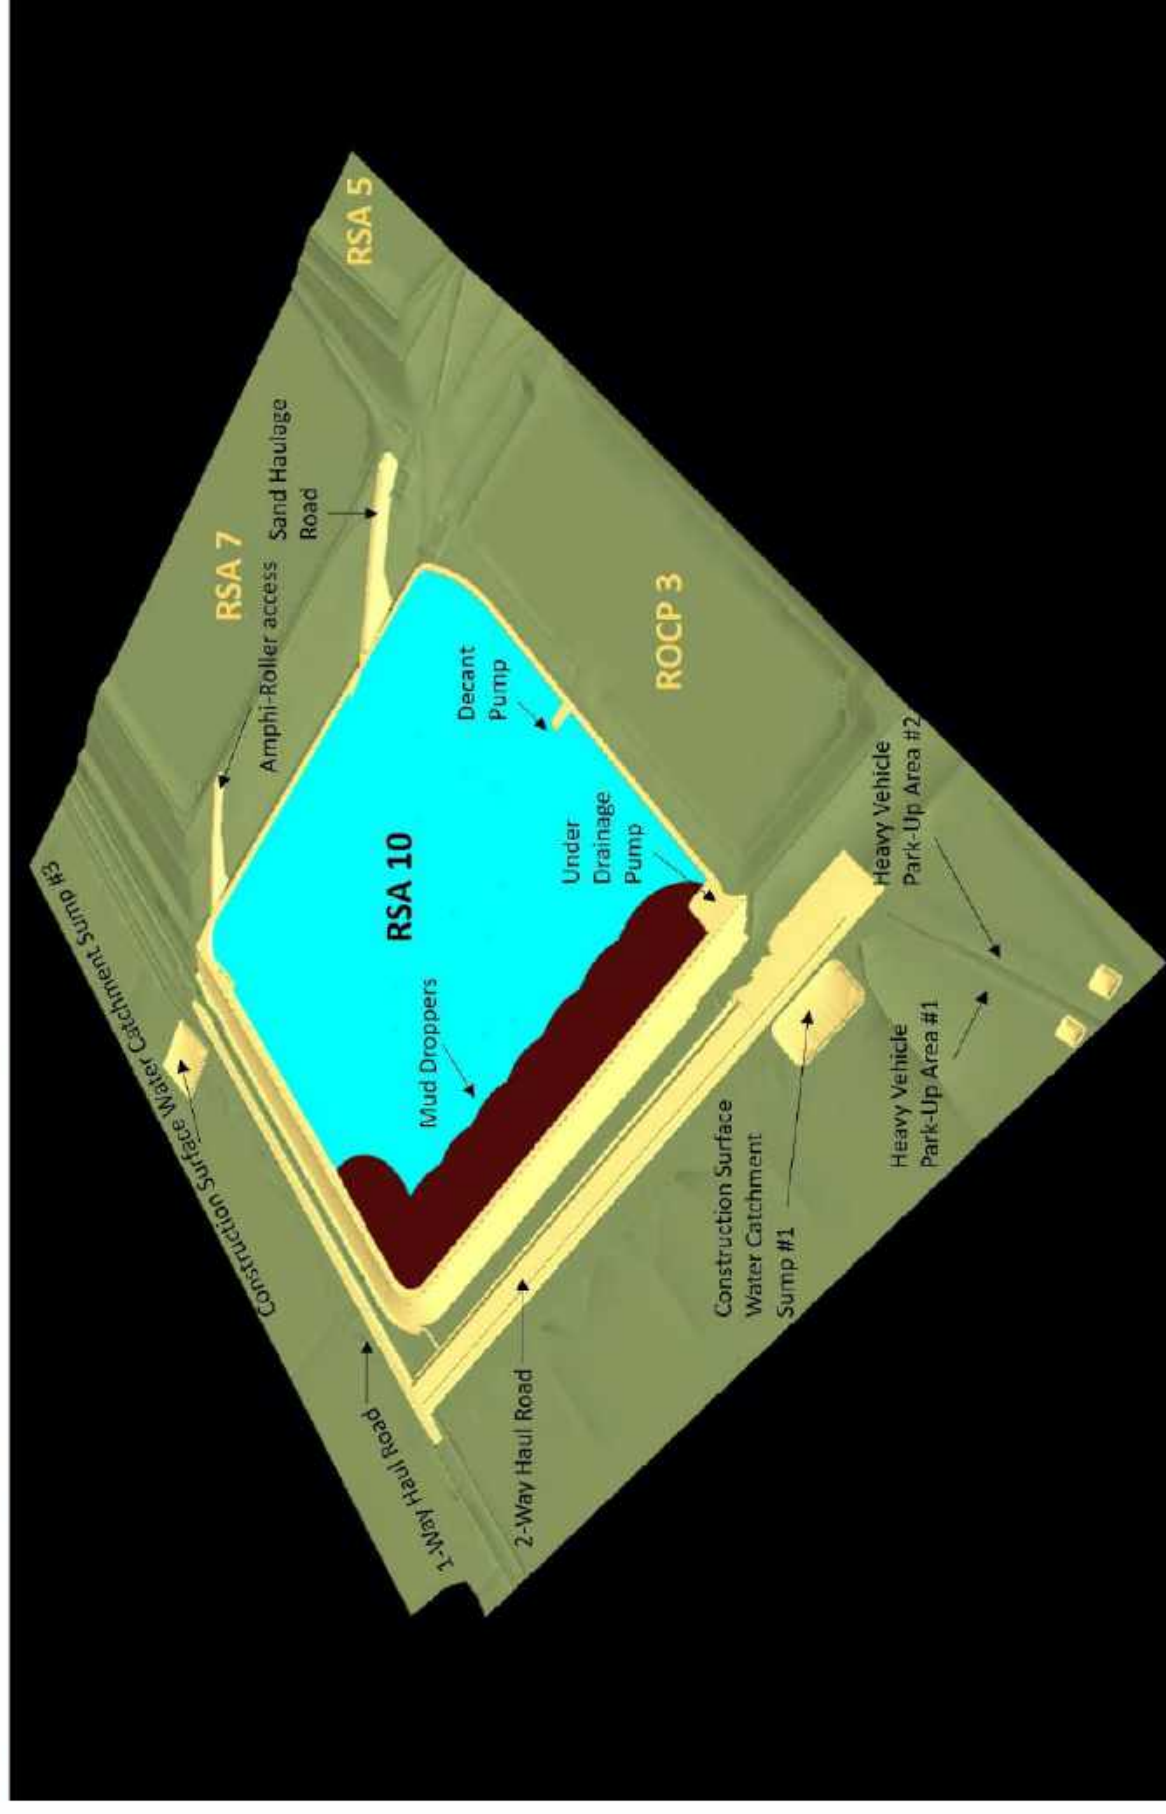 Construction Surface Water Catchment Sump #3
RSA 5
RSA 7
Sand Haulage
Road
Amphi-Roller access
RSA 10
Decant
Pump
ROCP 3
Under
Drainage
Pump
Mud Droppers
1-Way Haul Road
2-Way Haul Road
Construction Surface
Water Catchment
Sump #1
Heavy Vehicle
Park-Up Area #2
Heavy Vehicle
Park-Up Area #1